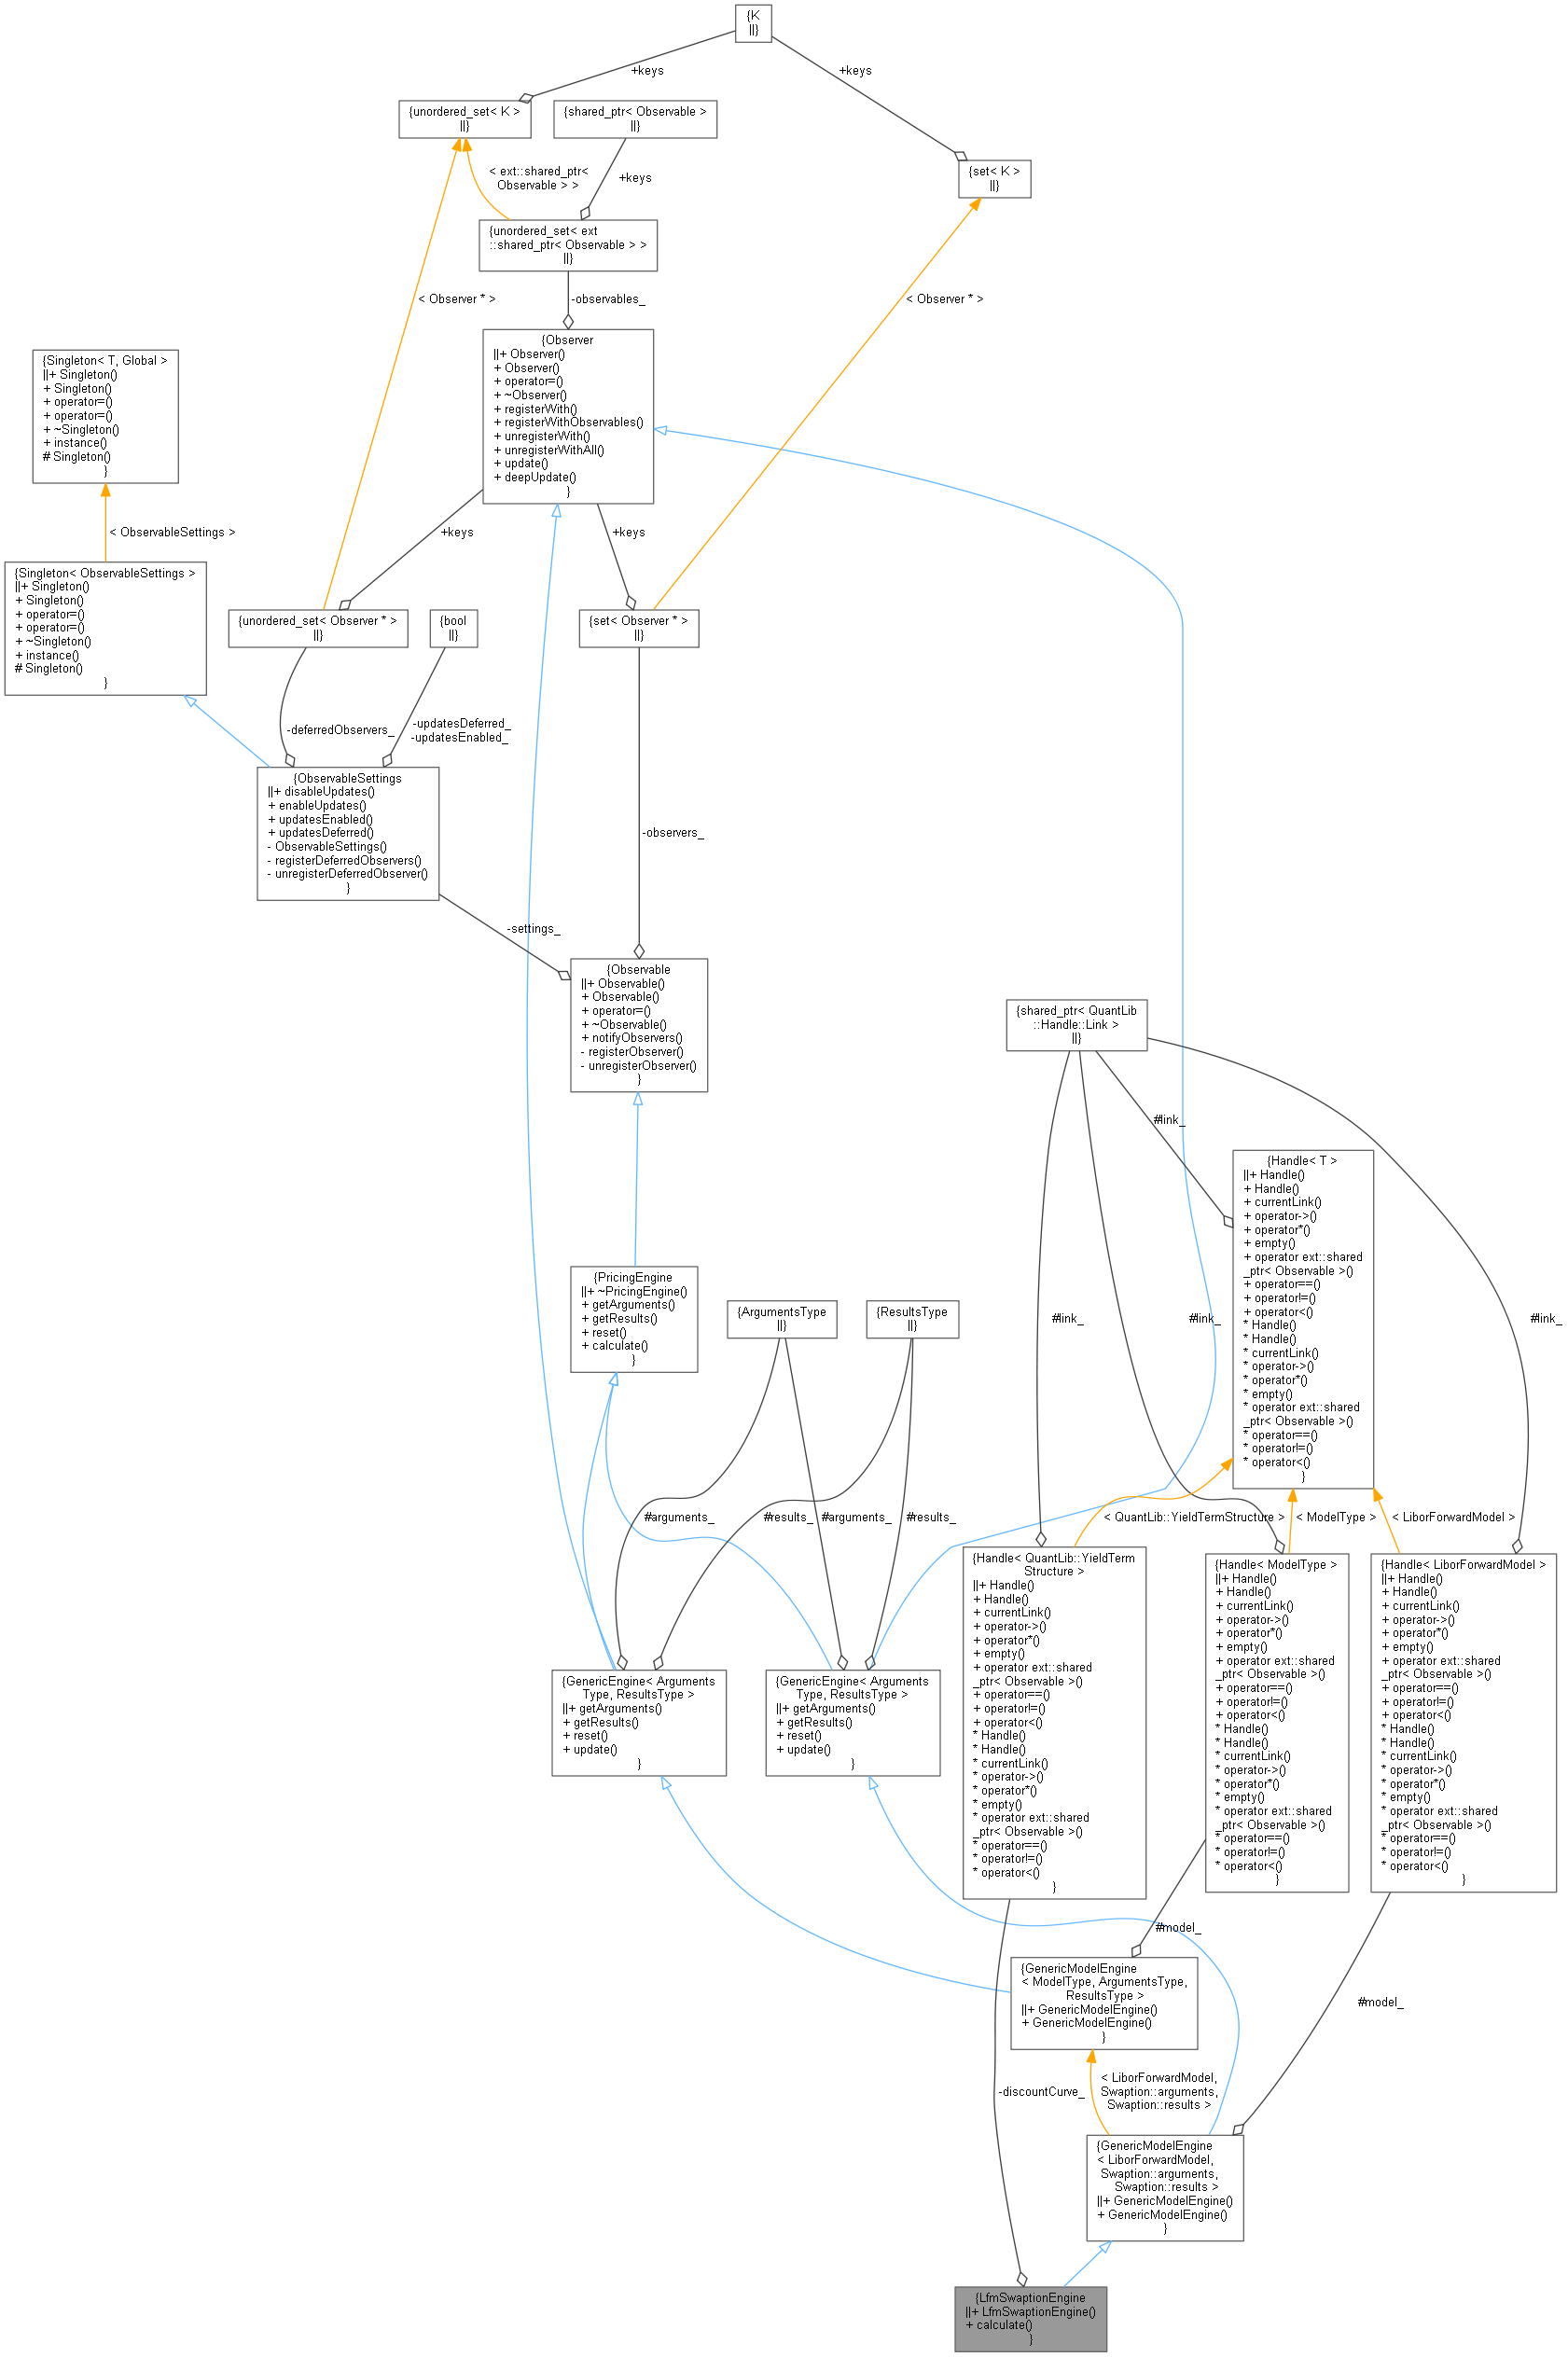 {K
||}
+keys
+keys
{unordered_set< K >
||}
{shared_ptr< Observable >
||}
{set< K >
||}
< ext::shared_ptr<
Observable > >
+keys
{unordered_set< ext
::shared_ptr< Observable > >
||}
< Observer * >
-observables_
< Observer * >
{Observer
||+ Observer()
+ Observer()
+ operator=()
+ ~Observer()
+ registerWith()
+ registerWithObservables()
+ unregisterWith()
+ unregisterWithAll()
+ update()
+ deepUpdate()
}
{Singleton< T, Global >
||+ Singleton()
+ Singleton()
+ operator=()
+ operator=()
+ ~Singleton()
+ instance()
# Singleton()
}
< ObservableSettings >
+keys
+keys
{Singleton< ObservableSettings >
||+ Singleton()
+ Singleton()
+ operator=()
+ operator=()
+ ~Singleton()
+ instance()
# Singleton()
}
{unordered_set< Observer * >
||}
{bool
||}
{set< Observer * >
||}
-deferredObservers_
-updatesDeferred_
-updatesEnabled_
{ObservableSettings
||+ disableUpdates()
+ enableUpdates()
+ updatesEnabled()
+ updatesDeferred()
- ObservableSettings()
- registerDeferredObservers()
- unregisterDeferredObserver()
}
-observers_
-settings_
{Observable
||+ Observable()
+ Observable()
+ operator=()
+ ~Observable()
+ notifyObservers()
- registerObserver()
- unregisterObserver()
}
{shared_ptr< QuantLib
::Handle::Link >
||}
#link_
{Handle< T >
||+ Handle()
+ Handle()
+ currentLink()
+ operator->()
+ operator*()
+ empty()
+ operator ext::shared
_ptr< Observable >()
+ operator==()
+ operator!=()
+ operator<()
* Handle()
* Handle()
* currentLink()
* operator->()
* operator*()
* empty()
* operator ext::shared
_ptr< Observable >()
* operator==()
* operator!=()
* operator<()
}
{PricingEngine
||+ ~PricingEngine()
+ getArguments()
+ getResults()
+ reset()
+ calculate()
}
{ArgumentsType
||}
{ResultsType
||}
#link_
#link_
#link_
#arguments_
#results_
#arguments_
#results_
< QuantLib::YieldTermStructure >
< ModelType >
< LiborForwardModel >
{GenericEngine< Arguments
Type, ResultsType >
||+ getArguments()
+ getResults()
+ reset()
+ update()
}
{GenericEngine< Arguments
Type, ResultsType >
||+ getArguments()
+ getResults()
+ reset()
+ update()
}
{Handle< QuantLib::YieldTerm
Structure >
||+ Handle()
+ Handle()
+ currentLink()
+ operator->()
+ operator*()
+ empty()
+ operator ext::shared
_ptr< Observable >()
+ operator==()
+ operator!=()
+ operator<()
* Handle()
* Handle()
* currentLink()
* operator->()
* operator*()
* empty()
* operator ext::shared
_ptr< Observable >()
* operator==()
* operator!=()
* operator<()
}
{Handle< ModelType >
||+ Handle()
+ Handle()
+ currentLink()
+ operator->()
+ operator*()
+ empty()
+ operator ext::shared
_ptr< Observable >()
+ operator==()
+ operator!=()
+ operator<()
* Handle()
* Handle()
* currentLink()
* operator->()
* operator*()
* empty()
* operator ext::shared
_ptr< Observable >()
* operator==()
* operator!=()
* operator<()
}
{Handle< LiborForwardModel >
||+ Handle()
+ Handle()
+ currentLink()
+ operator->()
+ operator*()
+ empty()
+ operator ext::shared
_ptr< Observable >()
+ operator==()
+ operator!=()
+ operator<()
* Handle()
* Handle()
* currentLink()
* operator->()
* operator*()
* empty()
* operator ext::shared
_ptr< Observable >()
* operator==()
* operator!=()
* operator<()
}
#model_
{GenericModelEngine
< ModelType, ArgumentsType,
ResultsType >
||+ GenericModelEngine()
+ GenericModelEngine()
}
#model_
-discountCurve_
< LiborForwardModel,
Swaption::arguments,
Swaption::results >
{GenericModelEngine
< LiborForwardModel,
Swaption::arguments,
Swaption::results >
||+ GenericModelEngine()
+ GenericModelEngine()
}
{LfmSwaptionEngine
||+ LfmSwaptionEngine()
+ calculate()
}